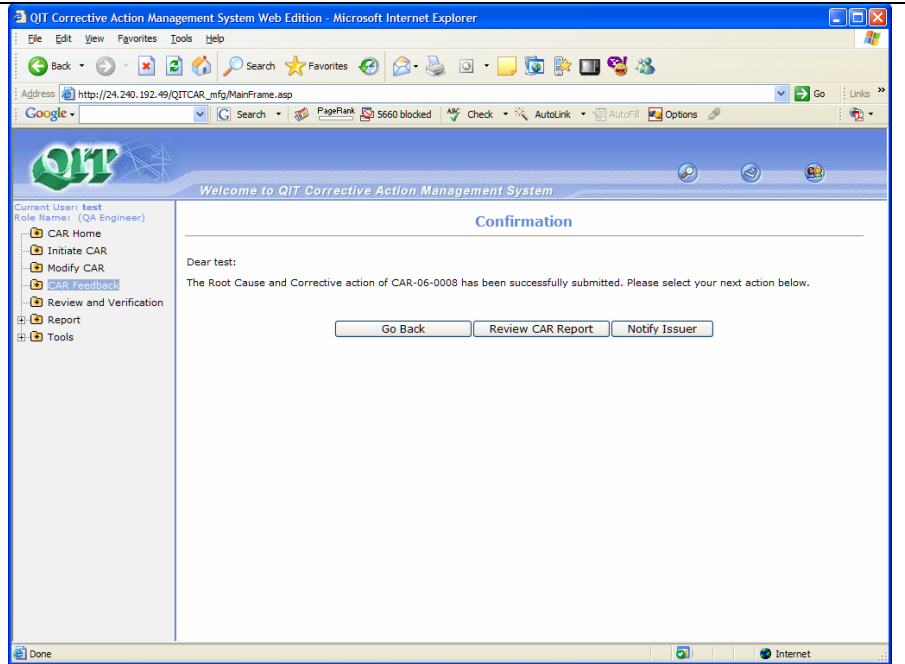 QIT Corrective Action Management System Web Edition - Microsoft Internet Explorer
File Edit View Favorites Tools Help
Back Search Favorites
Address http://24.240.192.49/QITCAR_mfg/MainFrame.asp Go Links »
Google Search PageRank 5660 blocked ABC Check AutoLink AutoFill Options
QIT
Welcome to QIT Corrective Action Management System
Current User: test
Role Name: (QA Engineer)
CAR Home
Initiate CAR
Modify CAR
CAR Feedback
Review and Verification
Report
Tools
Confirmation
Dear test:
The Root Cause and Corrective action of CAR-06-0008 has been successfully submitted. Please select your next action below.
Go Back Review CAR Report Notify Issuer
Done Internet